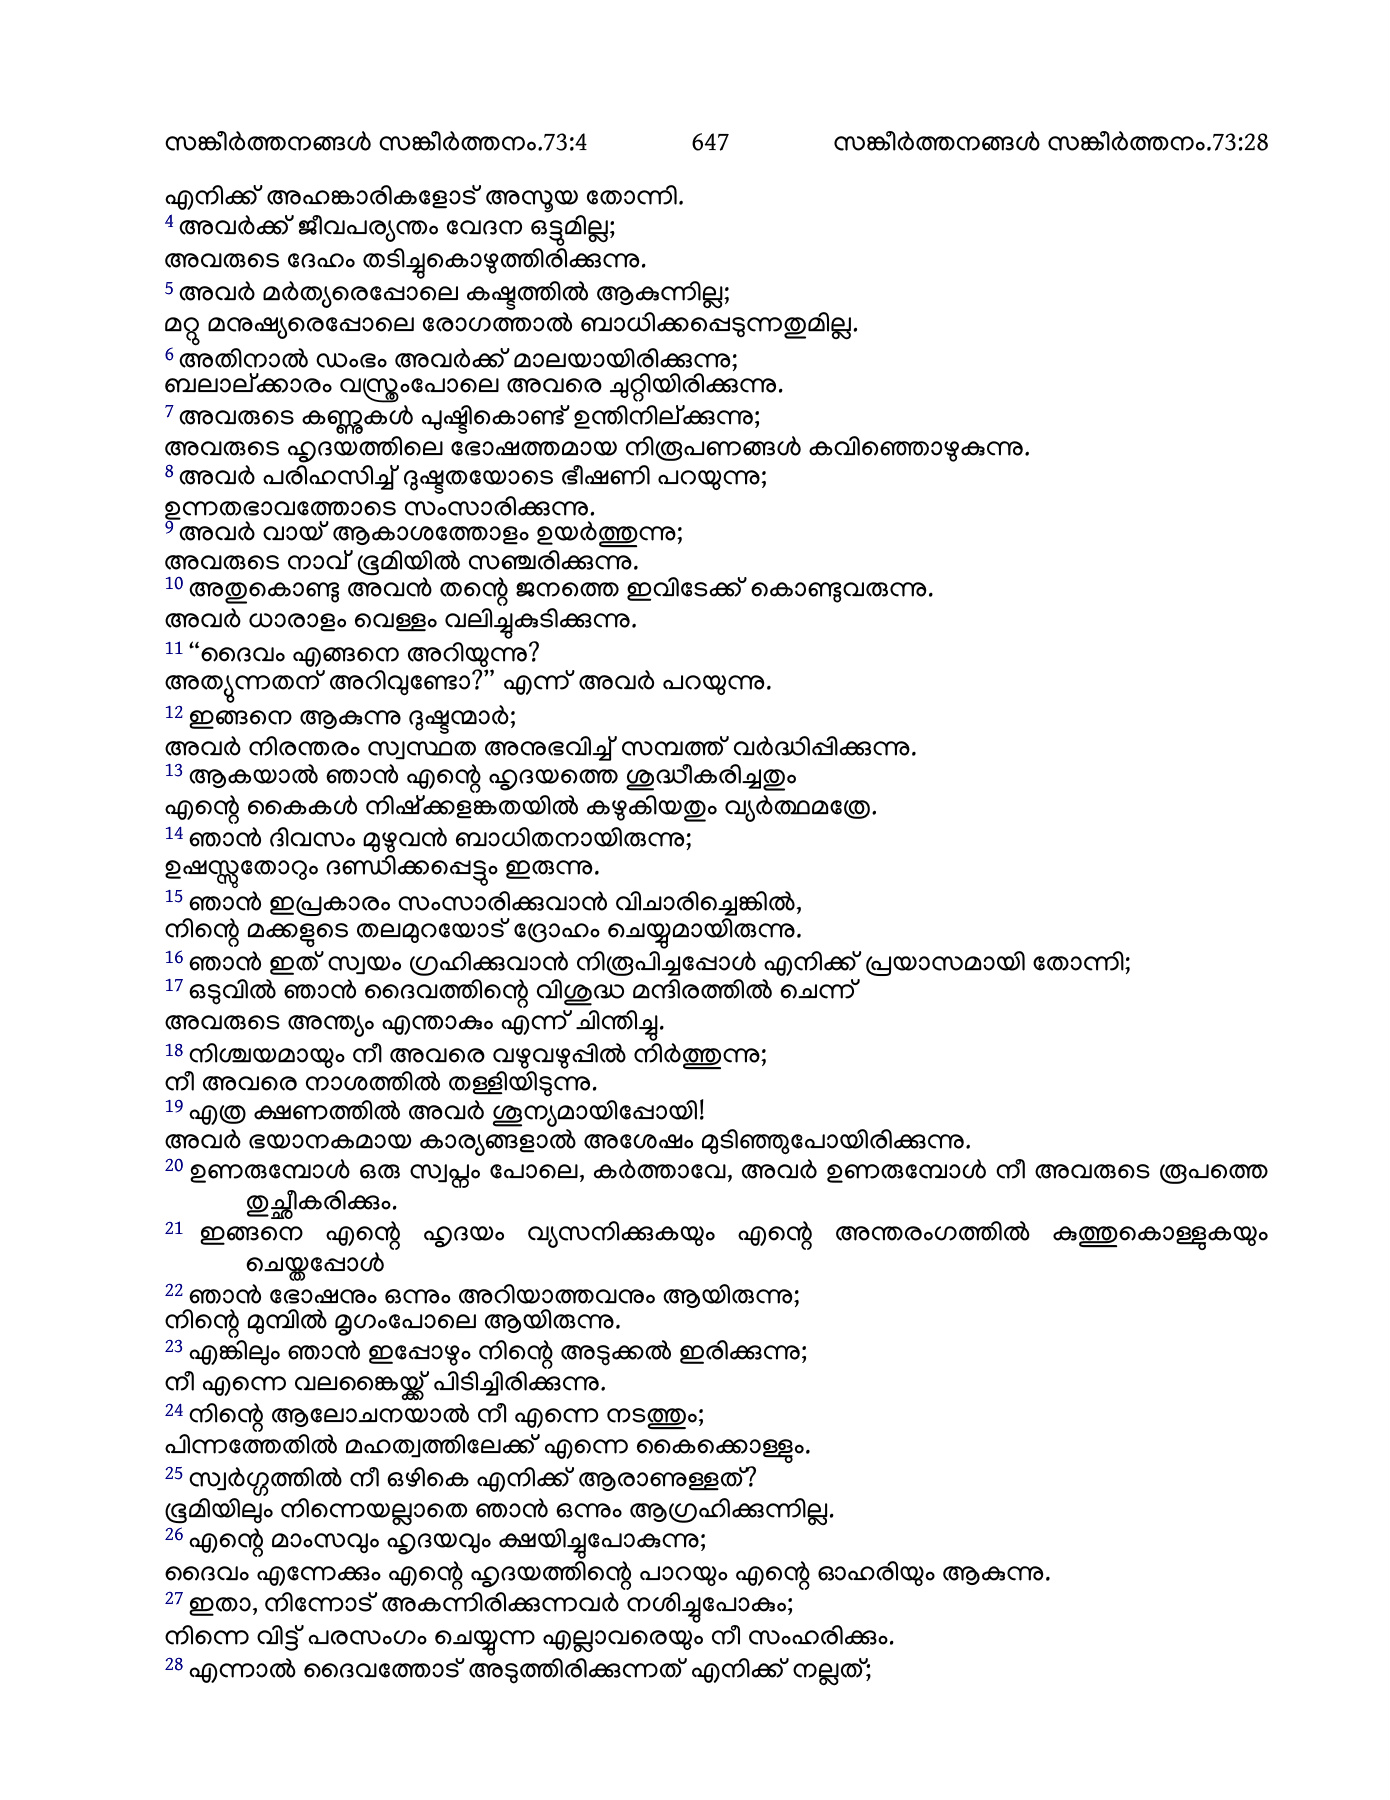 സങ്കീർത്തനങ്ങൾ സങ്കീർത്തനം.73:4 647 സങ്കീർത്തനങ്ങൾ സങ്കീർത്തനം.73:28
എനിക്ക് അഹങ്കാരികളോട് അസൂയ തോന്നി.
4 അവർക്ക് ജീവപര്യന്തം വേദന ഒട്ടുമില്ല;
അവരുടെ ദേഹം തടിച്ചുകൊഴുത്തിരിക്കുന്നു.
5 അവർ മർത്യരെപ്പോലെ കഷ്ടത്തിൽ ആകുന്നില്ല;
മറ്റു മനുഷ്യരെപ്പോലെ രോഗത്താൽ ബാധിക്കപ്പെടുന്നതുമില്ല.
6 അതിനാൽ ഡംഭം അവർക്ക് മാലയായിരിക്കുന്നു;
ബലാല്ക്കാരം വസ്ത്രംപോലെ അവരെ ചുറ്റിയിരിക്കുന്നു.
7 അവരുടെ കണ്ണുകൾ പുഷ്ടികൊണ്ട് ഉന്തിനില്ക്കുന്നു;
അവരുടെ ഹൃദയത്തിലെ ഭോഷത്തമായ നിരൂപണങ്ങൾ കവിഞ്ഞൊഴുകുന്നു.
8 അവർ പരിഹസിച്ച് ദുഷ്ടതയോടെ ഭീഷണി പറയുന്നു;
ഉന്നതഭാവത്തോടെ സംസാരിക്കുന്നു.
9 അവർ വായ് ആകാശത്തോളം ഉയർത്തുന്നു;
അവരുടെ നാവ് ഭൂമിയിൽ സഞ്ചരിക്കുന്നു.
10 അതുകൊണ്ടു അവൻ തന്റെ ജനത്തെ ഇവിടേക്ക് കൊണ്ടുവരുന്നു.
അവർ ധാരാളം വെള്ളം വലിച്ചുകുടിക്കുന്നു.
11 “ദൈവം എങ്ങനെ അറിയുന്നു?
അത്യുന്നതന് അറിവുണ്ടോ?” എന്ന് അവർ പറയുന്നു.
12 ഇങ്ങനെ ആകുന്നു ദുഷ്ടന്മാർ;
അവർ നിരന്തരം സ്വസ്ഥത അനുഭവിച്ച് സമ്പത്ത് വർദ്ധിപ്പിക്കുന്നു.
13 ആകയാൽ ഞാൻ എന്റെ ഹൃദയത്തെ ശുദ്ധീകരിച്ചതും
എന്റെ കൈകൾ നിഷ്ക്കളങ്കതയിൽ കഴുകിയതും വ്യർത്ഥമത്രേ.
14 ഞാൻ ദിവസം മുഴുവൻ ബാധിതനായിരുന്നു;
ഉഷസ്സുതോറും ദണ്ഡിക്കപ്പെട്ടും ഇരുന്നു.
15 ഞാൻ ഇപ്രകാരം സംസാരിക്കുവാൻ വിചാരിച്ചെങ്കിൽ,
നിന്റെ മക്കളുടെ തലമുറയോട് ദ്രോഹം ചെയ്യുമായിരുന്നു.
16 ഞാൻ ഇത് സ്വയം ഗ്രഹിക്കുവാൻ നിരൂപിച്ചപ്പോൾ എനിക്ക് പ്രയാസമായി തോന്നി;
17 ഒടുവിൽ ഞാൻ ദൈവത്തിന്റെ വിശുദ്ധ മന്ദിരത്തിൽ ചെന്ന്
അവരുടെ അന്ത്യം എന്താകും എന്ന് ചിന്തിച്ചു.
18 നിശ്ചയമായും നീ അവരെ വഴുവഴുപ്പിൽ നിർത്തുന്നു;
നീ അവരെ നാശത്തിൽ തള്ളിയിടുന്നു.
19 എത്ര ക്ഷണത്തിൽ അവർ ശൂന്യമായിപ്പോയി!
അവർ ഭയാനകമായ കാര്യങ്ങളാൽ അശേഷം മുടിഞ്ഞുപോയിരിക്കുന്നു.
20 ഉണരുമ്പോൾ ഒരു സ്വപ്നം പോലെ, കർത്താവേ, അവർ ഉണരുമ്പോൾ നീ അവരുടെ രൂപത്തെ
തുച്ഛീകരിക്കും.
21 ഇങ്ങനെ എന്റെ ഹൃദയം വ്യസനിക്കുകയും എന്റെ അന്തരംഗത്തിൽ കുത്തുകൊള്ളുകയും
ചെയ്തപ്പോൾ
22 ഞാൻ ഭോഷനും ഒന്നും അറിയാത്തവനും ആയിരുന്നു;
നിന്റെ മുമ്പിൽ മൃഗംപോലെ ആയിരുന്നു.
23 എങ്കിലും ഞാൻ ഇപ്പോഴും നിന്റെ അടുക്കൽ ഇരിക്കുന്നു;
നീ എന്നെ വലങ്കൈയ്ക്ക് പിടിച്ചിരിക്കുന്നു.
24 നിന്റെ ആലോചനയാൽ നീ എന്നെ നടത്തും;
പിന്നത്തേതിൽ മഹത്വത്തിലേക്ക് എന്നെ കൈക്കൊള്ളും.
25 സ്വർഗ്ഗത്തിൽ നീ ഒഴികെ എനിക്ക് ആരാണുള്ളത്?
ഭൂമിയിലും നിന്നെയല്ലാതെ ഞാൻ ഒന്നും ആഗ്രഹിക്കുന്നില്ല.
26 എന്റെ മാംസവും ഹൃദയവും ക്ഷയിച്ചുപോകുന്നു;
ദൈവം എന്നേക്കും എന്റെ ഹൃദയത്തിന്റെ പാറയും എന്റെ ഓഹരിയും ആകുന്നു.
27 ഇതാ, നിന്നോട് അകന്നിരിക്കുന്നവർ നശിച്ചുപോകും;
നിന്നെ വിട്ട് പരസംഗം ചെയ്യുന്ന എല്ലാവരെയും നീ സംഹരിക്കും.
28 എന്നാൽ ദൈവത്തോട് അടുത്തിരിക്കുന്നത് എനിക്ക് നല്ലത്;